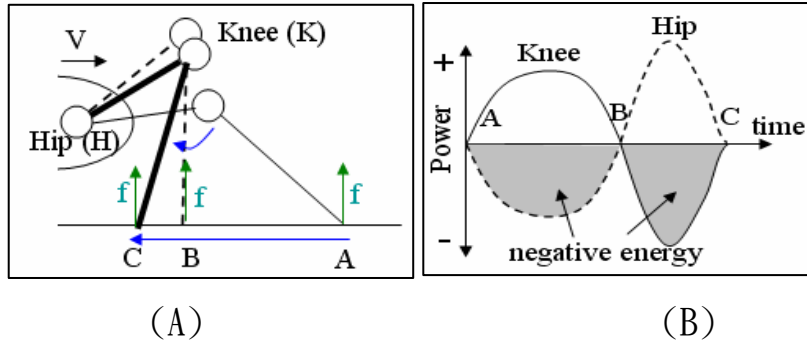 V
Knee (K)
Hip (H)
f
f
f
C
B
A
(A)
Power
+
-
Knee
Hip
A
B
C
time
negative energy
(B)